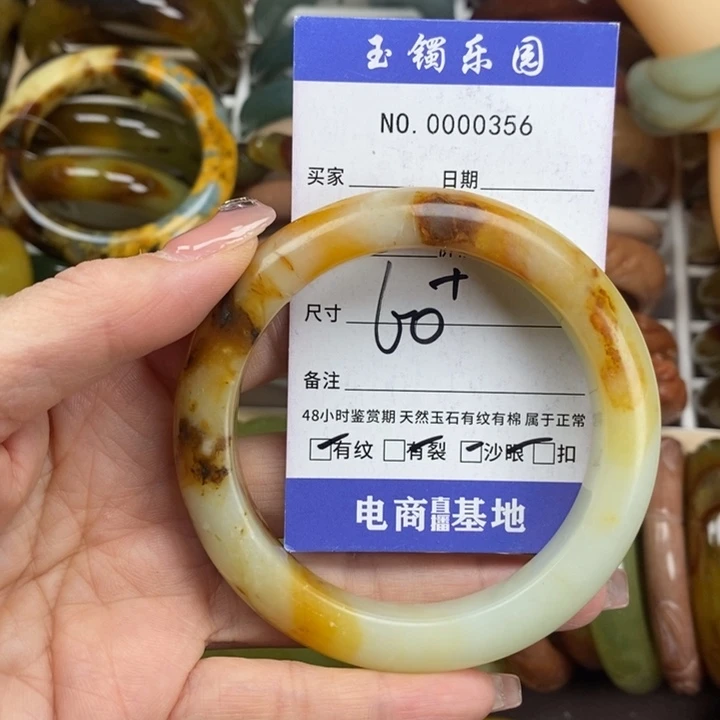 玉镯乐园
NO. 0000356
买家 日期
尺寸 60+
备注
48小时鉴赏期 天然玉石有纹有棉 属于正常
有纹 有裂 沙眼 扣
电商直播基地